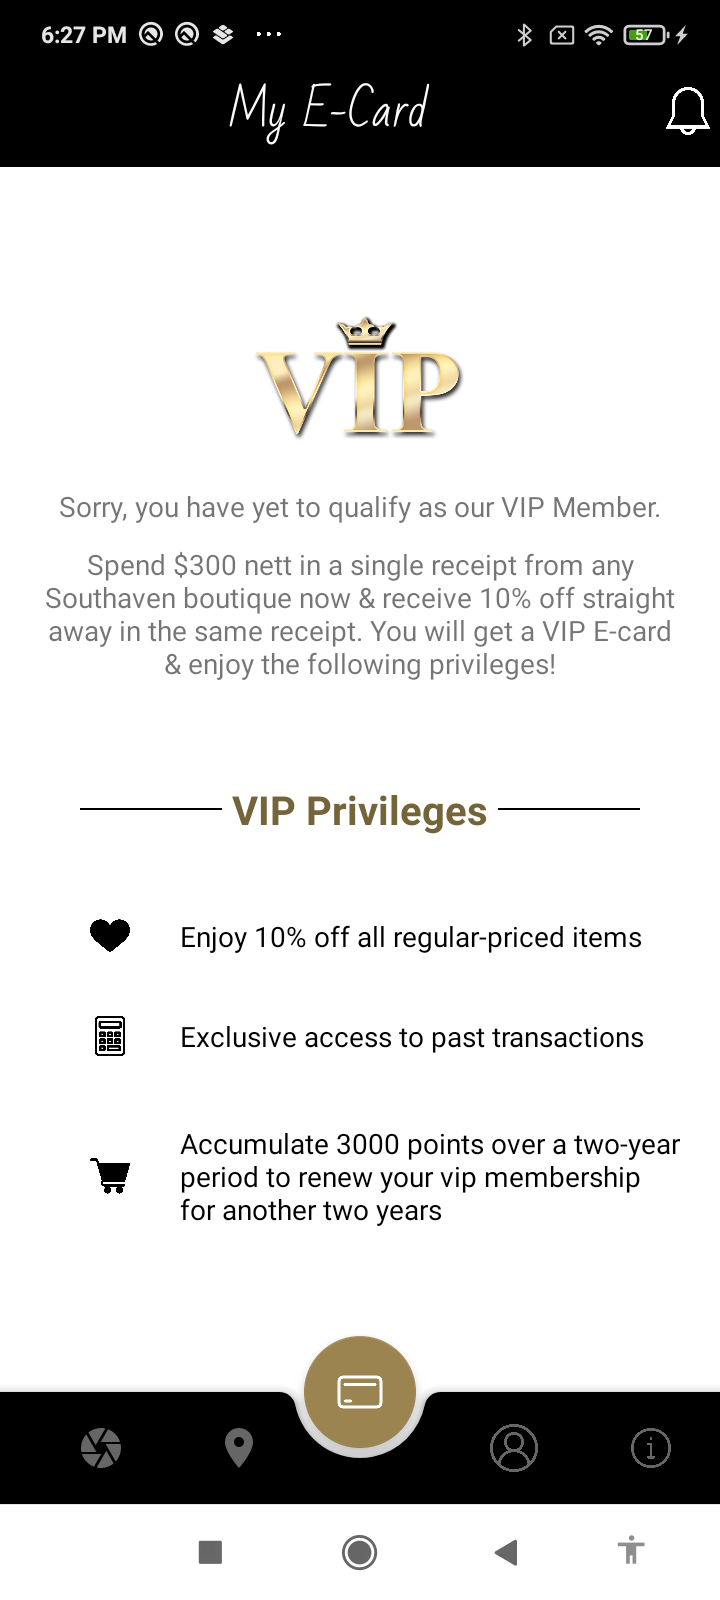 6:27 PM
57
My E-Card
VIP
Sorry, you have yet to qualify as our VIP Member.
Spend $300 nett in a single receipt from any
Southaven boutique now & receive 10% off straight
away in the same receipt. You will get a VIP E-card
& enjoy the following privileges!
VIP Privileges
Enjoy 10% off all regular-priced items
Exclusive access to past transactions
Accumulate 3000 points over a two-year
period to renew your vip membership
for another two years